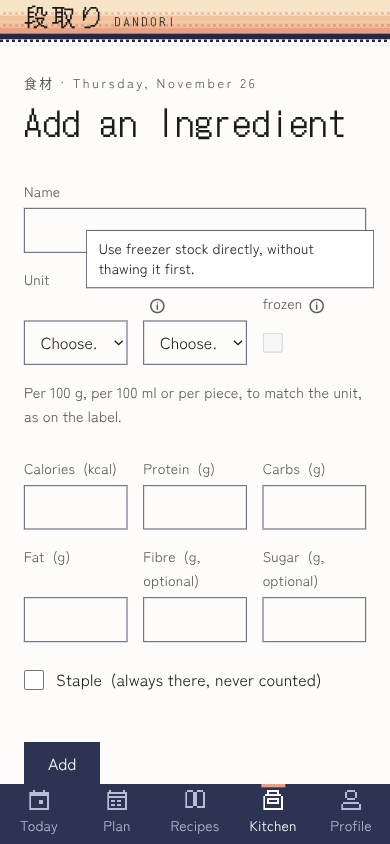 段取り DANDORI
食材 · Thursday, November 26
Add an Ingredient
Name
Use freezer stock directly, without
thawing it first.
Unit
frozen
Choose. Choose.
Per 100 g, per 100 ml or per piece, to match the unit,
as on the label.
Calories (kcal) Protein (g) Carbs (g)
Fat (g) Fibre (g, optional) Sugar (g, optional)
Staple (always there, never counted)
Add
Today Plan Recipes Kitchen Profile